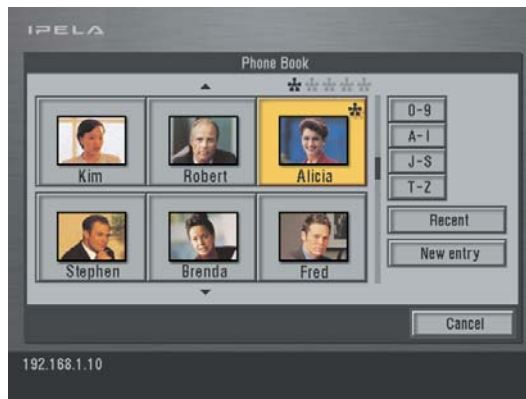 IPELA
Phone Book
Kim Robert Alicia
Stephen Brenda Fred
0-9
A-I
J-S
T-Z
Recent
New entry
Cancel
192.168.1.10